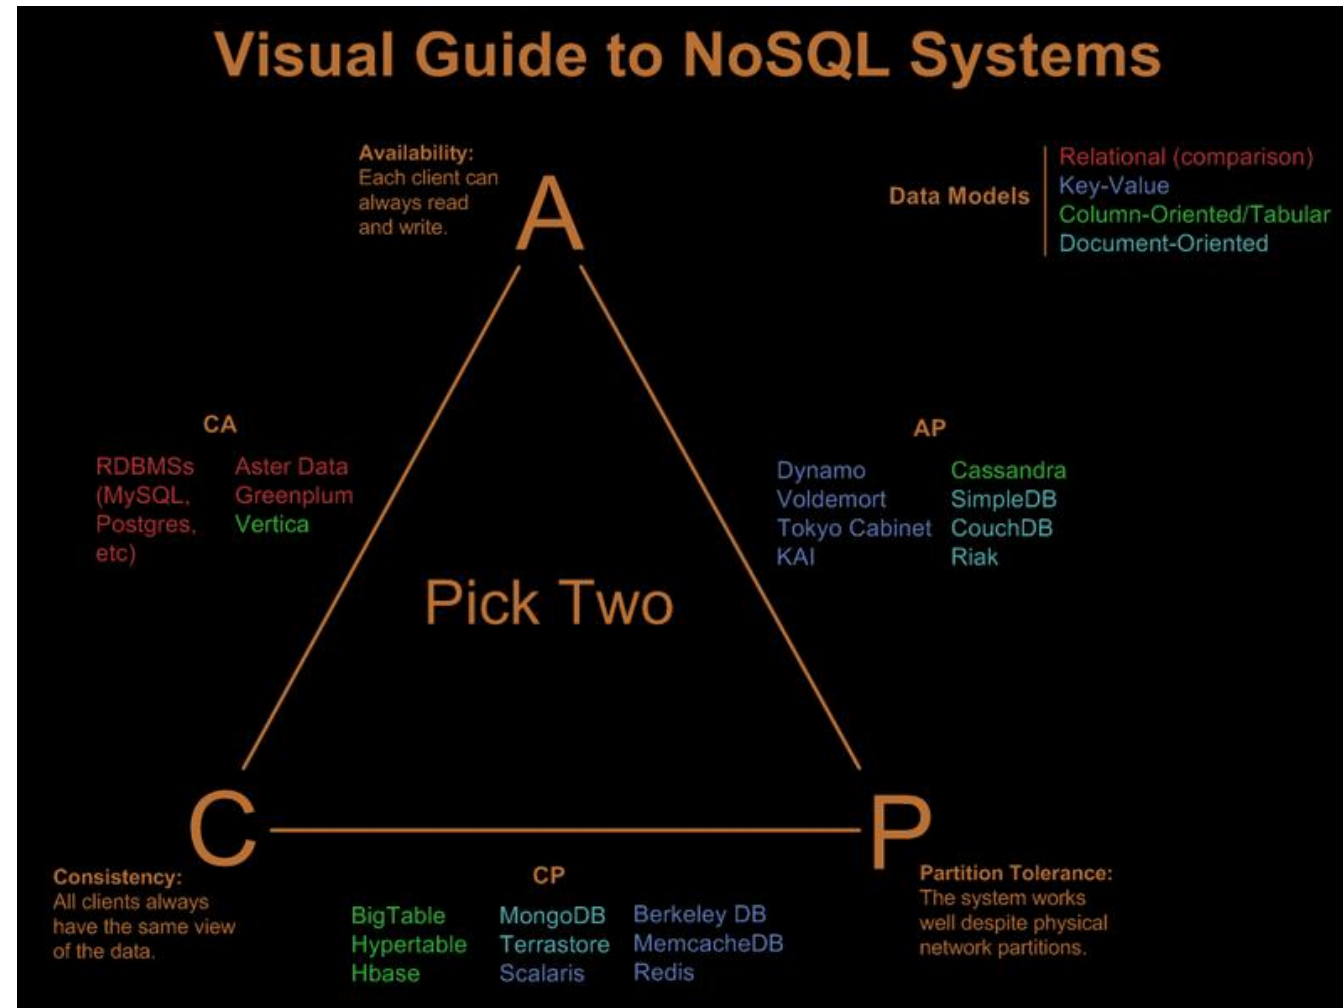 Visual Guide to NoSQL Systems
Availability:
Each client can
always read
and write.
A
Data Models
Relational (comparison)
Key-Value
Column-Oriented/Tabular
Document-Oriented
CA
RDBMSs
(MySQL,
Postgres,
etc)
Aster Data
Greenplum
Vertica
AP
Dynamo
Voldemort
Tokyo Cabinet
KAI
Cassandra
SimpleDB
CouchDB
Riak
Pick Two
C
Consistency:
All clients always
have the same view
of the data.
CP
BigTable
Hypertable
Hbase
MongoDB
Terrastore
Scalaris
Berkeley DB
MemcacheDB
Redis
P
Partition Tolerance:
The system works
well despite physical
network partitions.